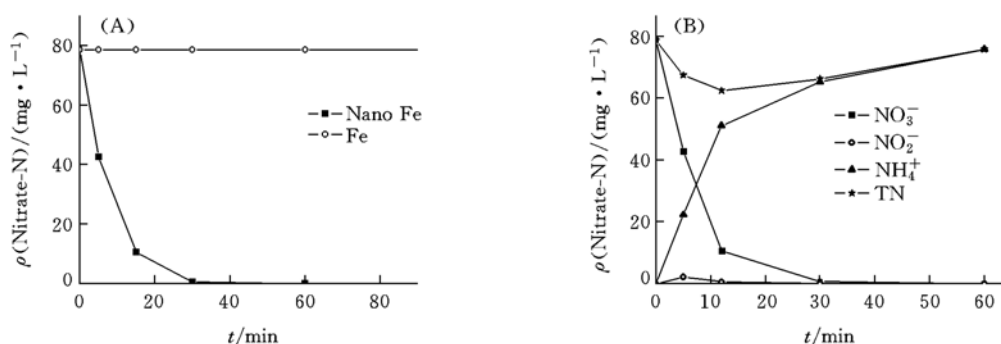 (A)
80
60
40
20
0
ρ(Nitrate-N)/(mg·L⁻¹)
Nano Fe
Fe
0 20 40 60 80
t/min
(B)
80
60
40
20
0
ρ(Nitrate-N)/(mg·L⁻¹)
NO₃⁻
NO₂⁻
NH₄⁺
TN
0 10 20 30 40 50 60
t/min